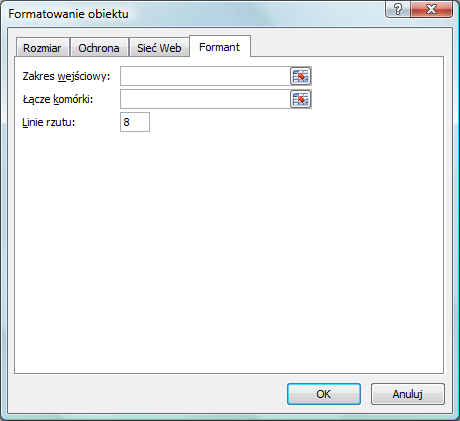 Formatowanie obiektu
?
Rozmiar Ochrona Sieć Web Formant
Zakres wejściowy:
Łącze komórki:
Linie rzutu: 8
OK Anuluj